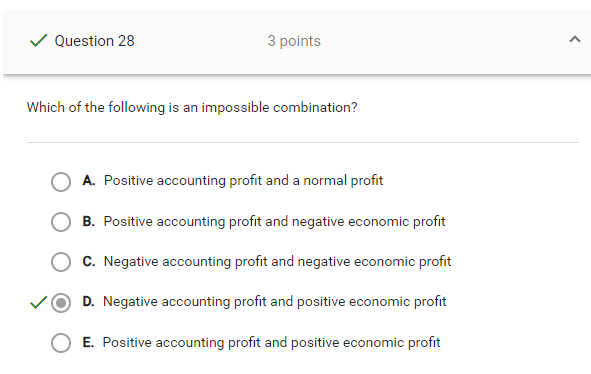 Question 28 3 points
Which of the following is an impossible combination?
A. Positive accounting profit and a normal profit
B. Positive accounting profit and negative economic profit
C. Negative accounting profit and negative economic profit
D. Negative accounting profit and positive economic profit
E. Positive accounting profit and positive economic profit